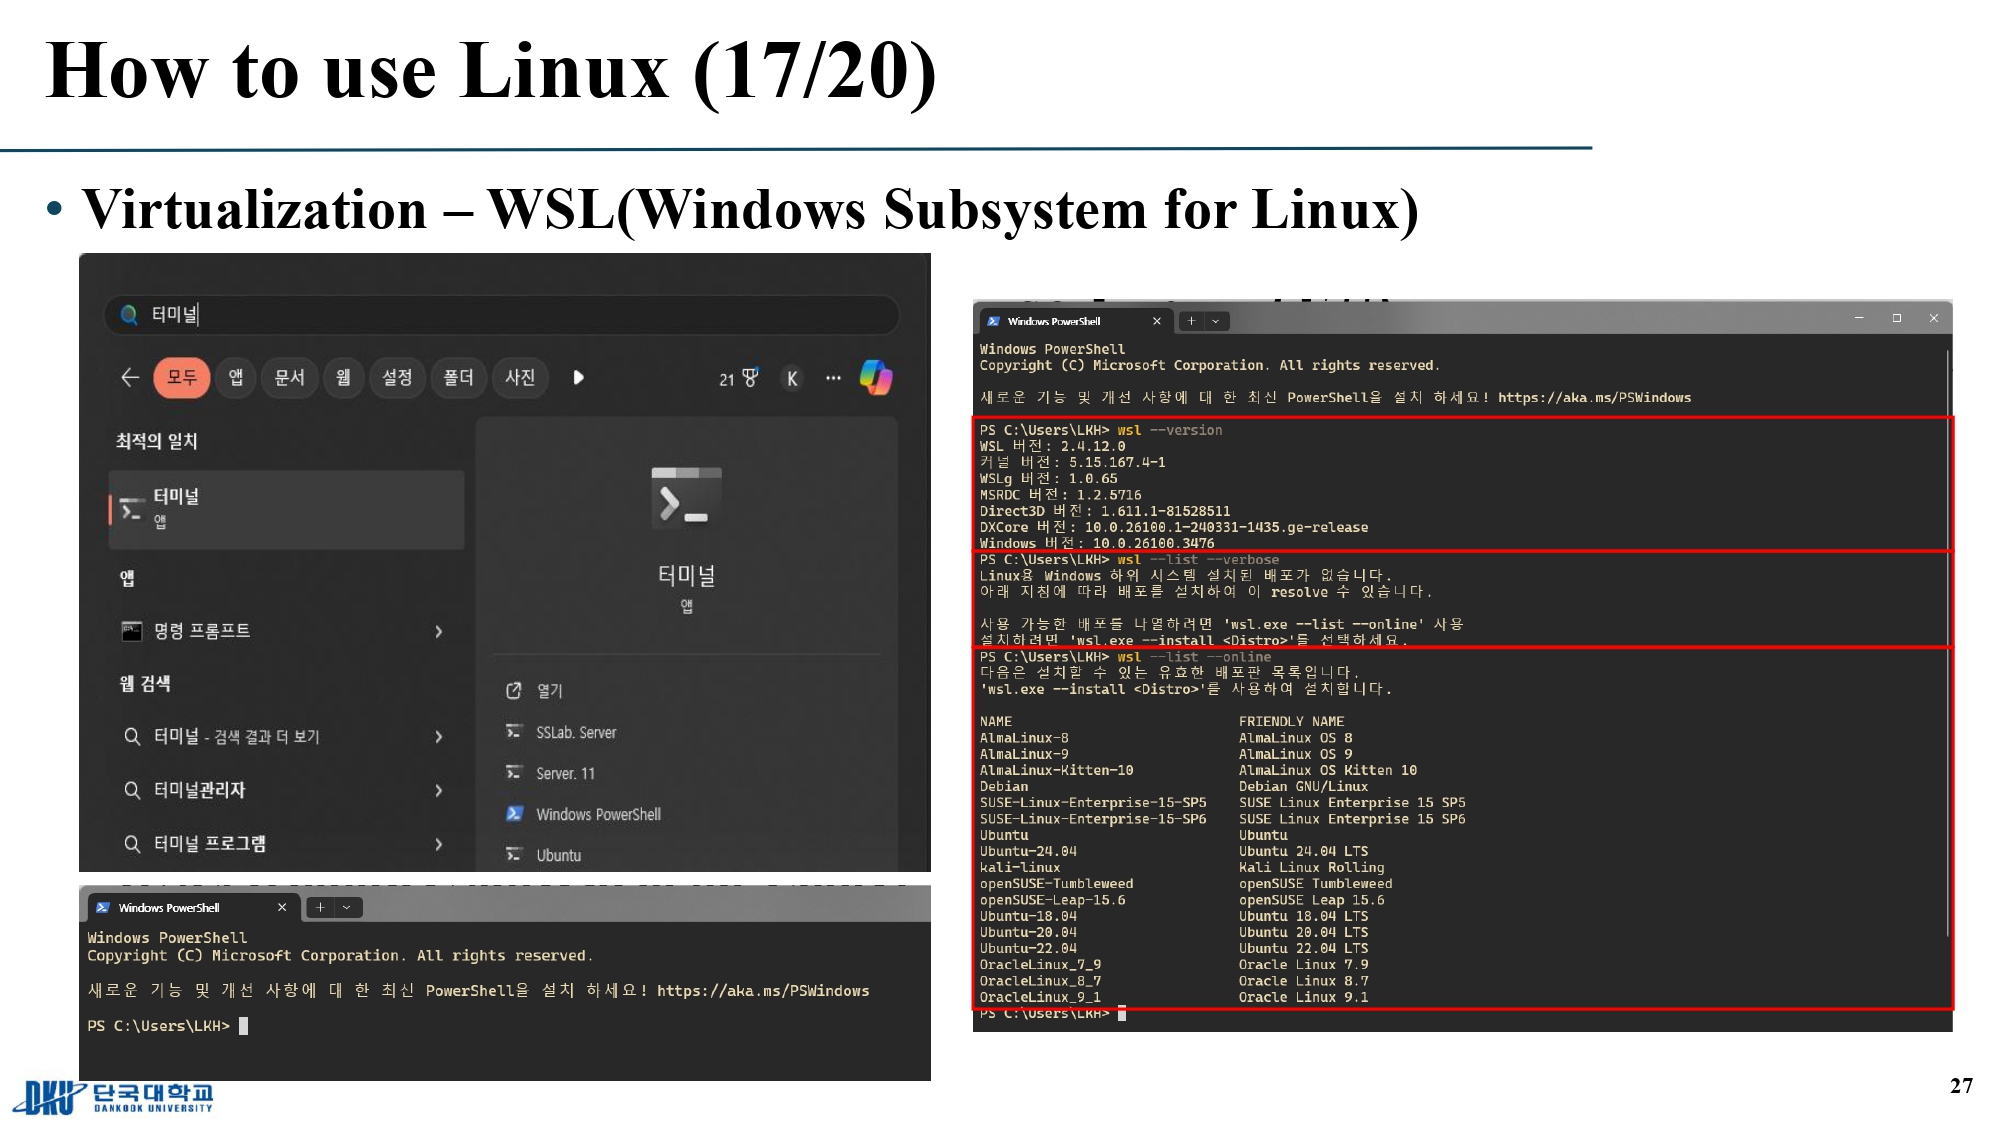 How to use Linux (17/20)
• Virtualization – WSL(Windows Subsystem for Linux)
터미널
모두 앱 문서 웹 설정 폴더 사진 21 K ...
최적의 일치
터미널
앱
앱
명령 프롬프트
웹 검색
터미널 - 검색 결과 더 보기
터미널관리자
터미널 프로그램
터미널
앱
열기
SSLab. Server
Server. 11
Windows PowerShell
Ubuntu
Windows PowerShell
Windows PowerShell
Copyright (C) Microsoft Corporation. All rights reserved.
새로운 기능 및 개선 사항에 대 한 최신 PowerShell을 설치 하세요! https://aka.ms/PSWindows
PS C:\Users\LKH>
Windows PowerShell
Windows PowerShell
Copyright (C) Microsoft Corporation. All rights reserved.
새로운 기능 및 개선 사항에 대 한 최신 PowerShell을 설치 하세요! https://aka.ms/PSWindows
PS C:\Users\LKH> wsl --version
WSL 버전: 2.4.12.0
커널 버전: 5.15.167.4-1
WSLg 버전: 1.0.65
MSRDC 버전: 1.2.5716
Direct3D 버전: 1.611.1-81528511
DXCore 버전: 10.0.26100.1-240331-1435.ge-release
Windows 버전: 10.0.26100.3476
PS C:\Users\LKH> wsl --list --verbose
Linux용 Windows 하위 시스템 설치된 배포가 없습니다.
아래 지침에 따라 배포를 설치하여 이 resolve 수 있습니다.
사용 가능한 배포를 나열하려면 'wsl.exe --list --online' 사용
설치하려면 'wsl.exe --install <Distro>'를 선택하세요.
PS C:\Users\LKH> wsl --list --online
다음은 설치할 수 있는 유효한 배포판 목록입니다.
'wsl.exe --install <Distro>'를 사용하여 설치합니다.
NAME FRIENDLY NAME
AlmaLinux-8 AlmaLinux OS 8
AlmaLinux-9 AlmaLinux OS 9
AlmaLinux-Kitten-10 AlmaLinux OS Kitten 10
Debian Debian GNU/Linux
SUSE-Linux-Enterprise-15-SP5 SUSE Linux Enterprise 15 SP5
SUSE-Linux-Enterprise-15-SP6 SUSE Linux Enterprise 15 SP6
Ubuntu Ubuntu
Ubuntu-24.04 Ubuntu 24.04 LTS
kali-linux Kali Linux Rolling
openSUSE-Tumbleweed openSUSE Tumbleweed
openSUSE-Leap-15.6 openSUSE Leap 15.6
Ubuntu-18.04 Ubuntu 18.04 LTS
Ubuntu-20.04 Ubuntu 20.04 LTS
Ubuntu-22.04 Ubuntu 22.04 LTS
OracleLinux_7_9 Oracle Linux 7.9
OracleLinux_8_7 Oracle Linux 8.7
OracleLinux_9_1 Oracle Linux 9.1
PS C:\Users\LKH>
DKU 단국대학교
DANKOOK UNIVERSITY
27